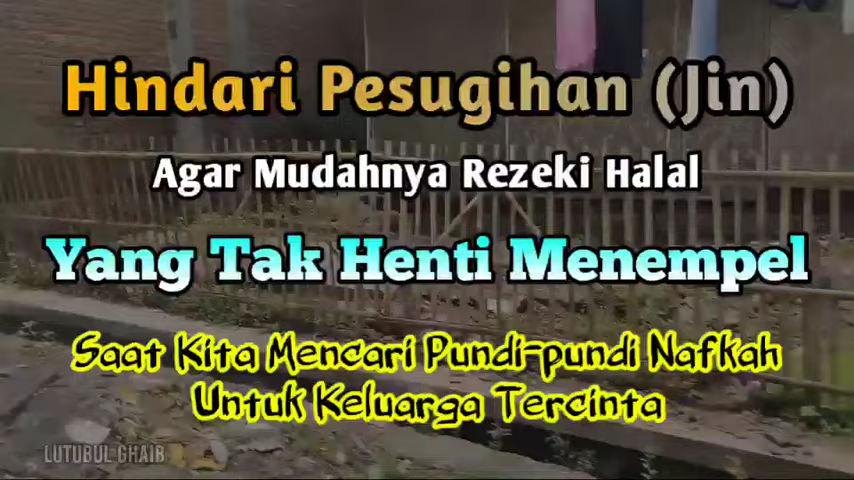 Hindari Pesugihan (Jin)
Agar Mudahnya Rezeki Halal
Yang Tak Henti Menempel
Saat Kita Mencari Pundi-pundi Nafkah
Untuk Keluarga Tercinta
LUTUBUL GHAIB